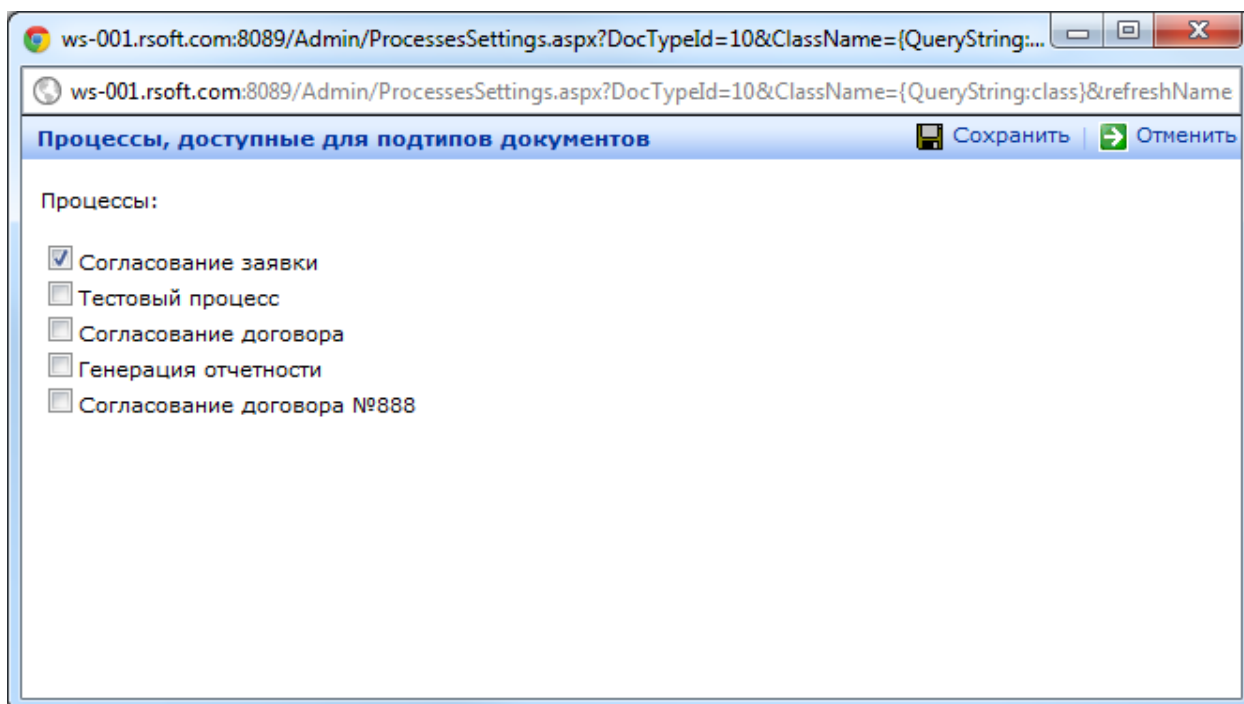 ws-001.rsoft.com:8089/Admin/ProcessesSettings.aspx?DocTypeId=10&ClassName={QueryString:...
ws-001.rsoft.com:8089/Admin/ProcessesSettings.aspx?DocTypeId=10&ClassName={QueryString:class}&refreshName
Процессы, доступные для подтипов документов Сохранить | Отменить
Процессы:
Согласование заявки
Тестовый процесс
Согласование договора
Генерация отчетности
Согласование договора №888